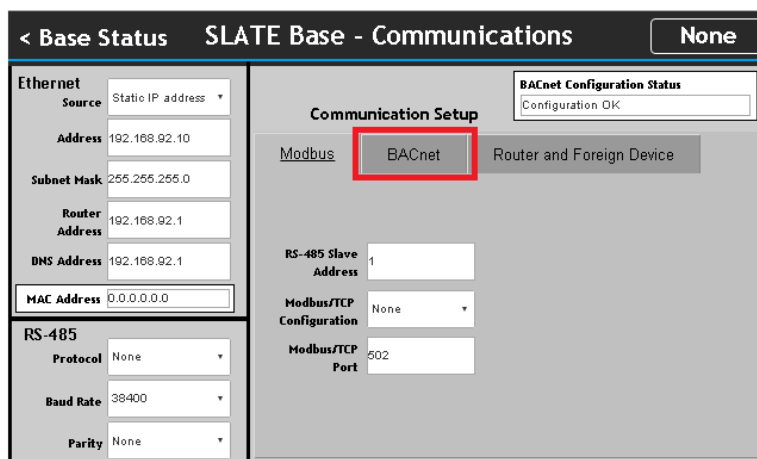 < Base Status SLATE Base - Communications None
Ethernet
Source Static IP address
Address 192.168.92.10
Subnet Mask 255.255.255.0
Router
Address 192.168.92.1
DNS Address 192.168.92.1
MAC Address 0.0.0.0.0.0
RS-485
Protocol None
Baud Rate 38400
Parity None
BACnet Configuration Status
Configuration OK
Communication Setup
Modbus BACnet Router and Foreign Device
RS-485 Slave
Address 1
Modbus/TCP
Configuration None
Modbus/TCP
Port 502